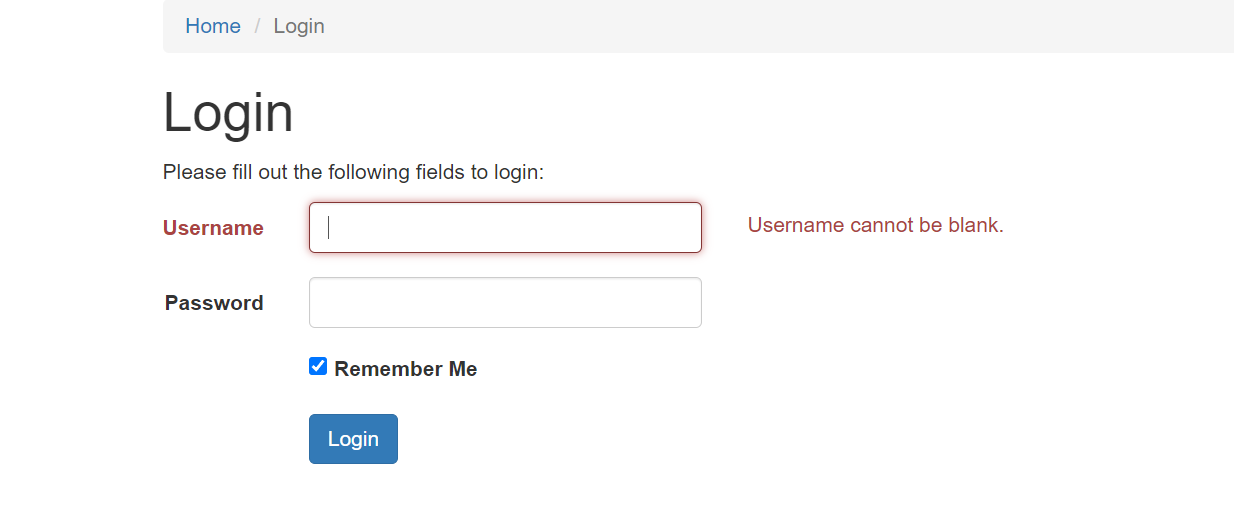 Home / Login
Login
Please fill out the following fields to login:
Username Username cannot be blank.
Password
Remember Me
Login